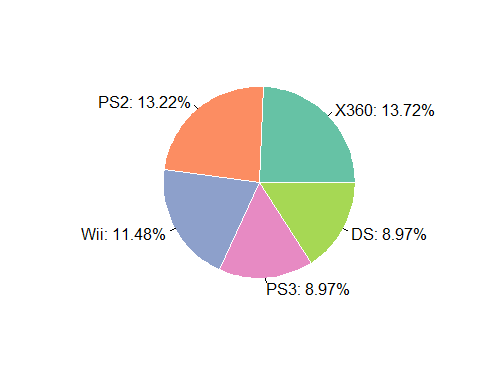 PS2: 13.22%
X360: 13.72%
Wii: 11.48%
DS: 8.97%
PS3: 8.97%